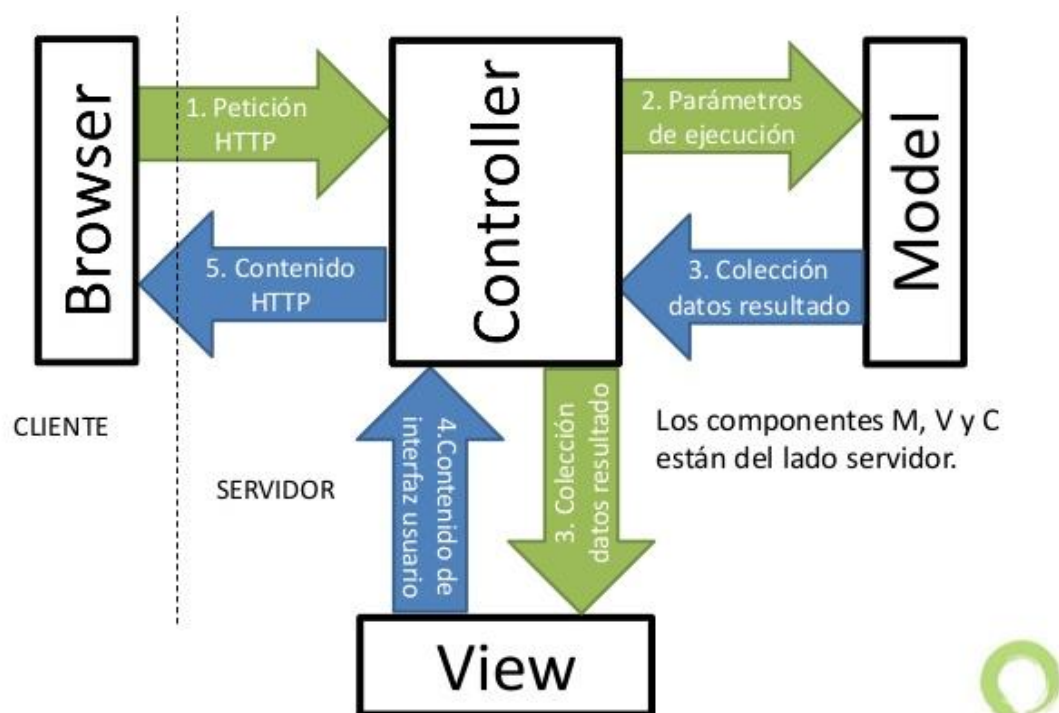 Browser
1. Petición
HTTP
5. Contenido
HTTP
Controller
2. Parámetros
de ejecución
3. Colección
datos resultado
Model
CLIENTE
SERVIDOR
4.Contenido de
interfaz usuario
3. Colección
datos resultado
Los componentes M, V y C
están del lado servidor.
View